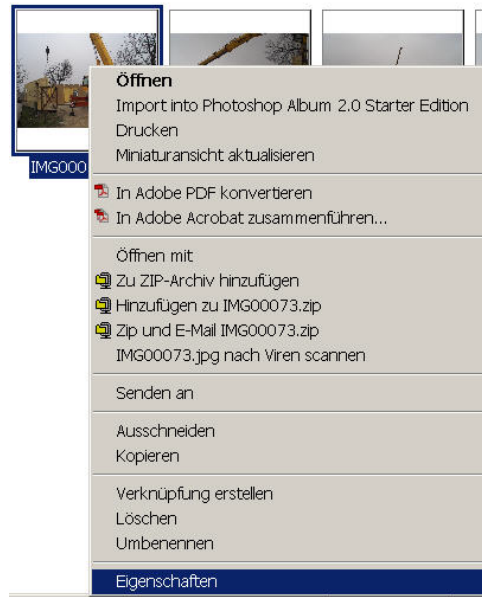 Öffnen
Import into Photoshop Album 2.0 Starter Edition
Drucken
Miniaturansicht aktualisieren
IMG000
In Adobe PDF konvertieren
In Adobe Acrobat zusammenführen...
Öffnen mit
Zu ZIP-Archiv hinzufügen
Hinzufügen zu IMG00073.zip
Zip und E-Mail IMG00073.zip
IMG00073.jpg nach Viren scannen
Senden an
Ausschneiden
Kopieren
Verknüpfung erstellen
Löschen
Umbenennen
Eigenschaften